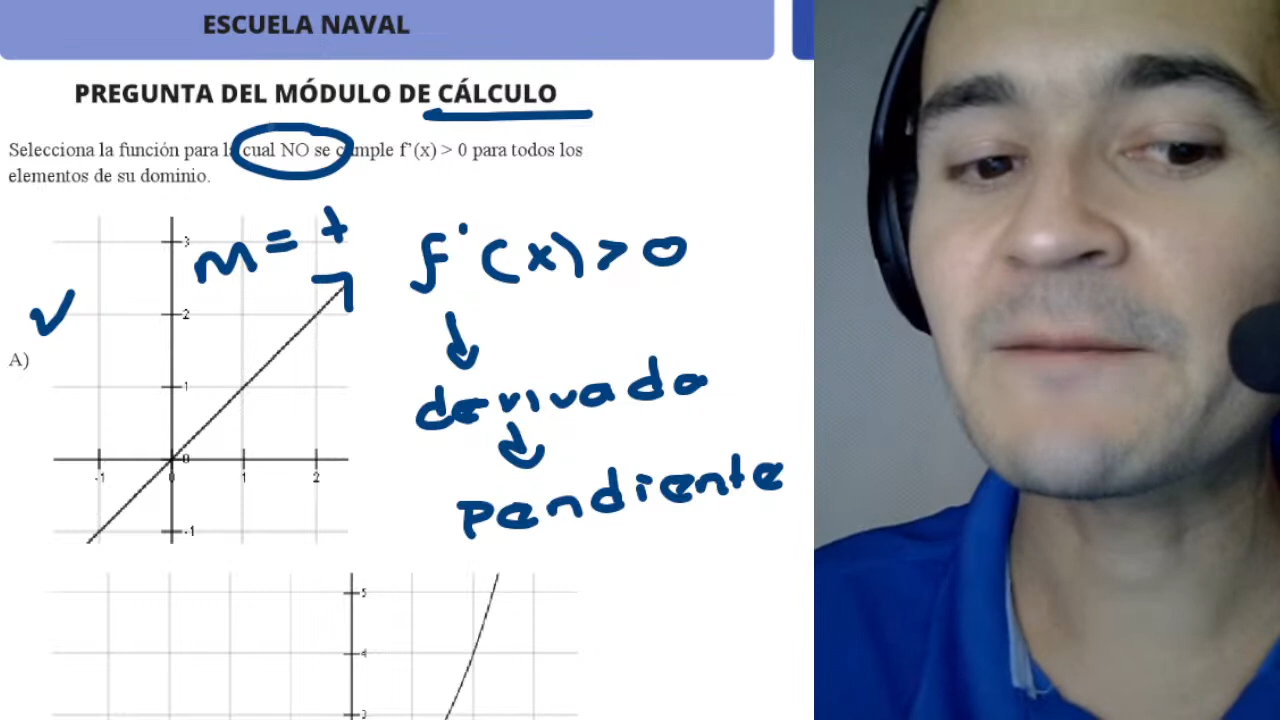 ESCUELA NAVAL
PREGUNTA DEL MÓDULO DE CÁLCULO
Selecciona la función para la cual NO se cumple f'(x) > 0 para todos los
elementos de su dominio.
m = +
f'(x) > 0
derivada
pendiente
A)
3
2
1
0
-1 0 1 2
-1
5
4
3